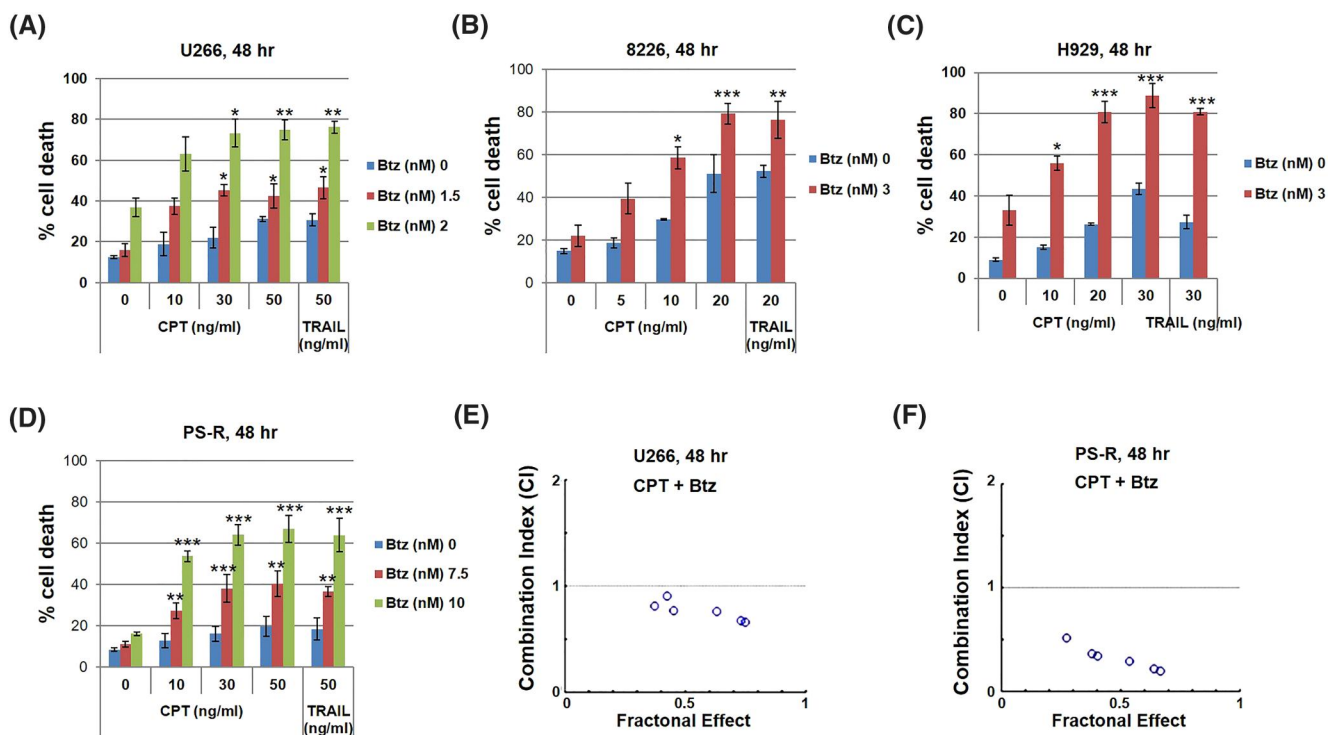 (A)
U266, 48 hr
% cell death
100
80
60
40
20
0
* ** **
* * *
Btz (nM) 0
Btz (nM) 1.5
Btz (nM) 2
0 10 30 50 50
CPT (ng/ml) TRAIL
(ng/ml)
(B)
8226, 48 hr
% cell death
100
80
60
40
20
0
* *** **
Btz (nM) 0
Btz (nM) 3
0 5 10 20 20
CPT (ng/ml) TRAIL
(ng/ml)
(C)
H929, 48 hr
% cell death
100
80
60
40
20
0
* *** *** ***
Btz (nM) 0
Btz (nM) 3
0 10 20 30 30
CPT (ng/ml) TRAIL (ng/ml)
(D)
PS-R, 48 hr
% cell death
100
80
60
40
20
0
*** *** *** ***
** *** ** **
Btz (nM) 0
Btz (nM) 7.5
Btz (nM) 10
0 10 30 50 50
CPT (ng/ml) TRAIL
(ng/ml)
(E)
U266, 48 hr
CPT + Btz
Combination Index (CI)
2
1
0
0 0.5 1
Fractonal Effect
(F)
PS-R, 48 hr
CPT + Btz
Combination Index (CI)
2
1
0
0 0.5 1
Fractonal Effect